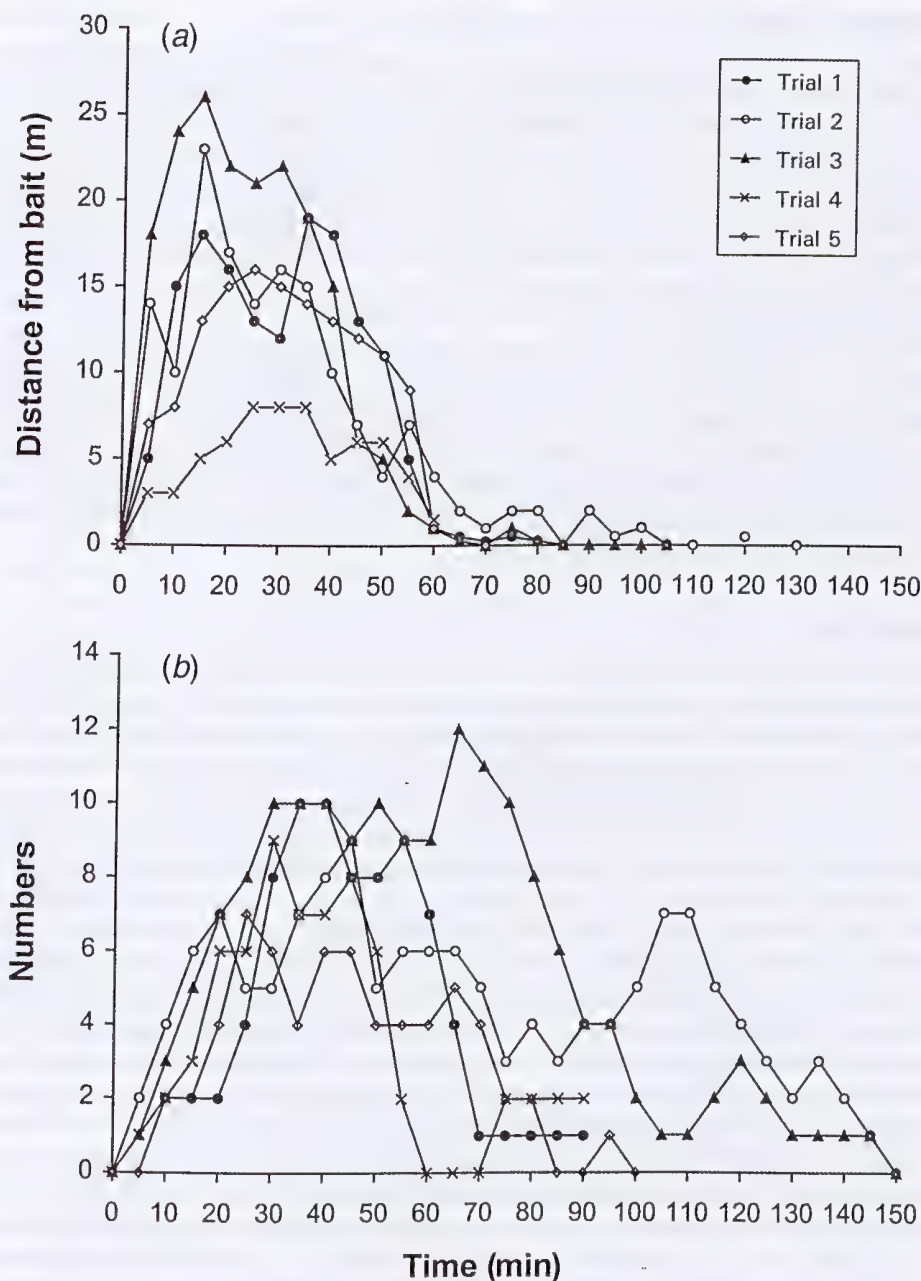 (a)
Distance from bait (m)
30
25
20
15
10
5
0
0 10 20 30 40 50 60 70 80 90 100 110 120 130 140 150
Trial 1
Trial 2
Trial 3
Trial 4
Trial 5
(b)
Numbers
14
12
10
8
6
4
2
0
0 10 20 30 40 50 60 70 80 90 100 110 120 130 140 150
Time (min)